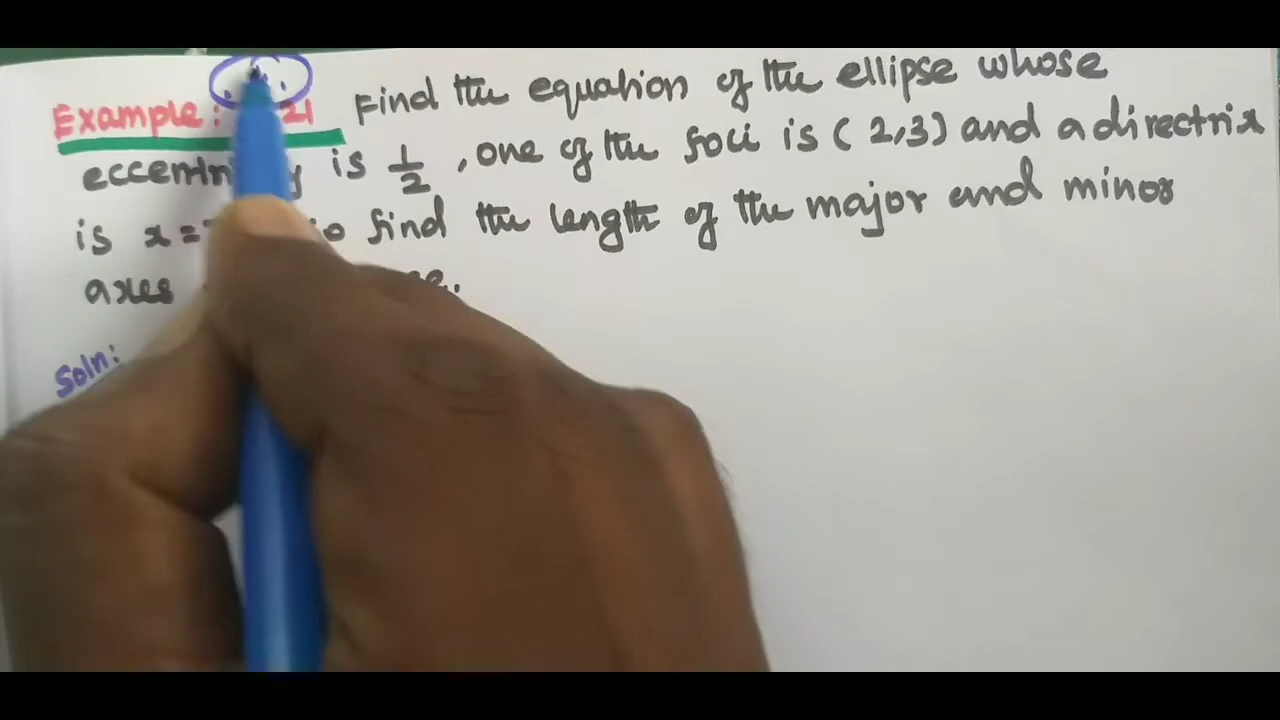 Example: 21 Find the equation of the ellipse whose
is 1/2, one of the foci is (2,3) and a directrix
is x = find the length of the major and minor
axes
Soln: